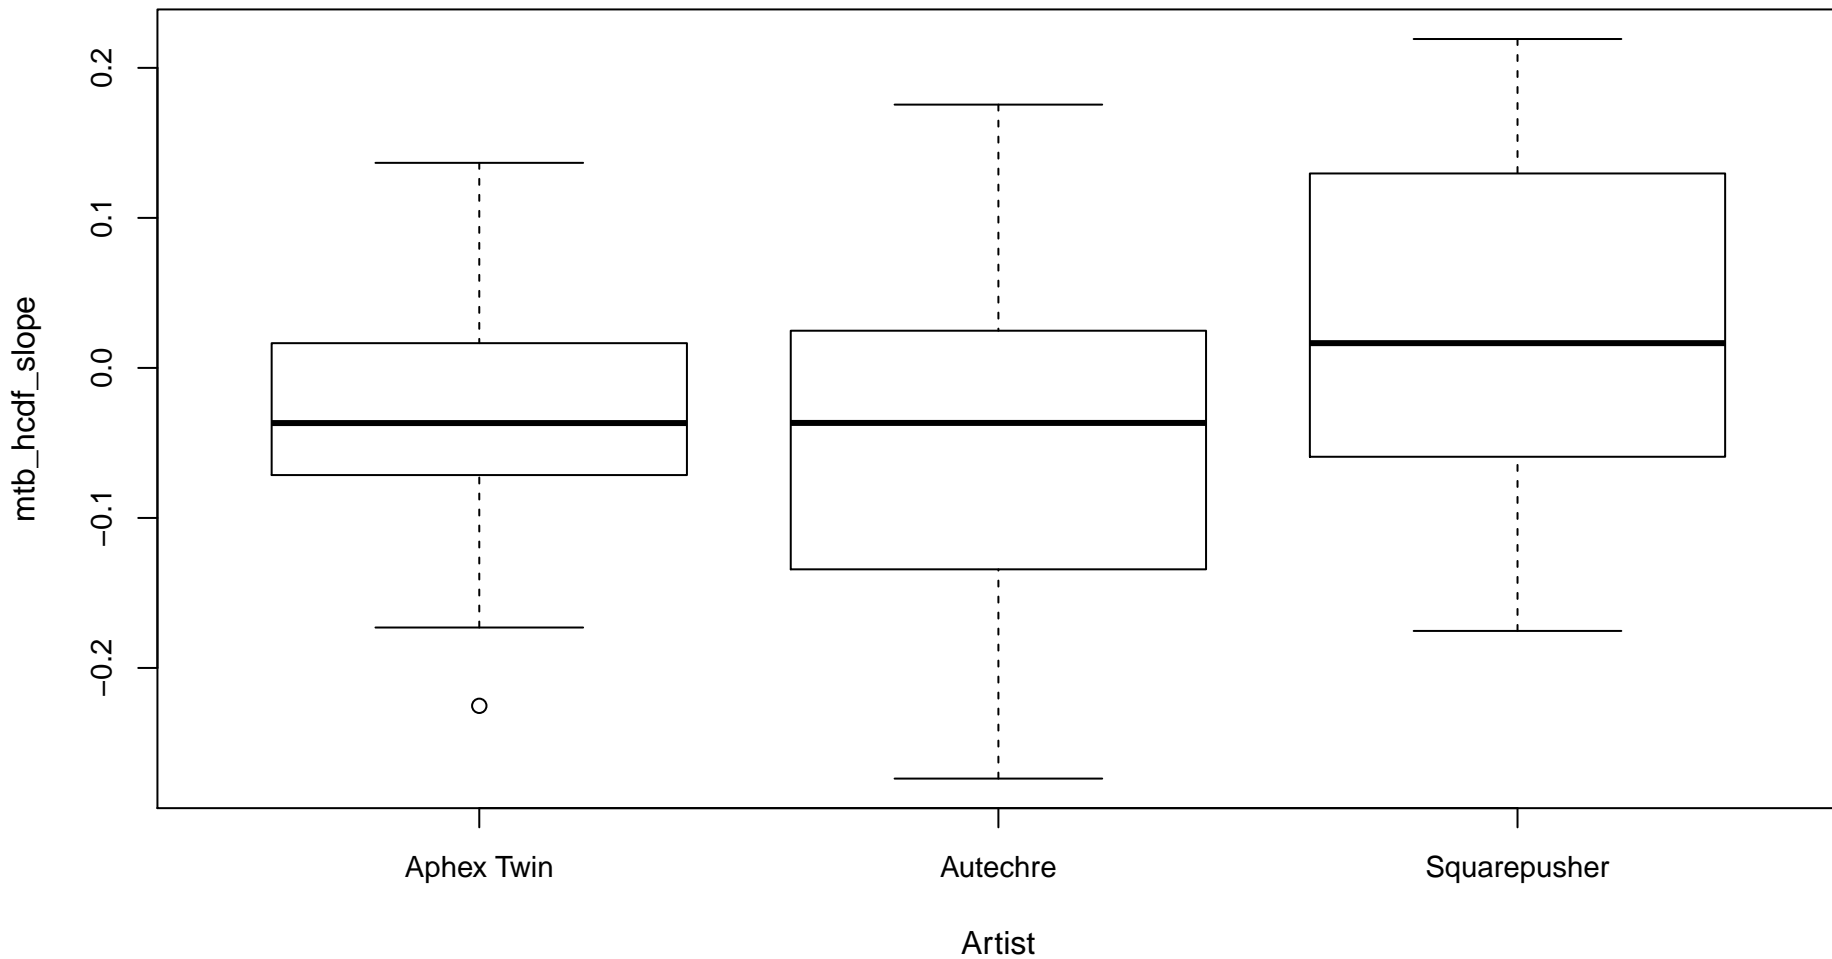 0.2
0.1
0.0
−0.1
−0.2
mtb_hcdf_slope
Aphex Twin
Autechre
Squarepusher
Artist